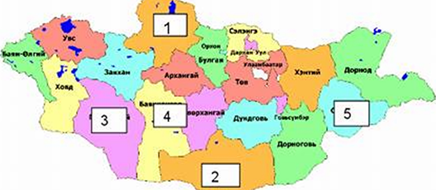 1
Увс
Сэлэнгэ
Баян-Өлгий
Орхон
Дархан Уул
Завхан
Булган
Улаанбаатар
Дорнод
Архангай
Хэнтий
Ховд
Төв
5
3
4
Дундговь
Говьсүмбэр
Дорноговь
2